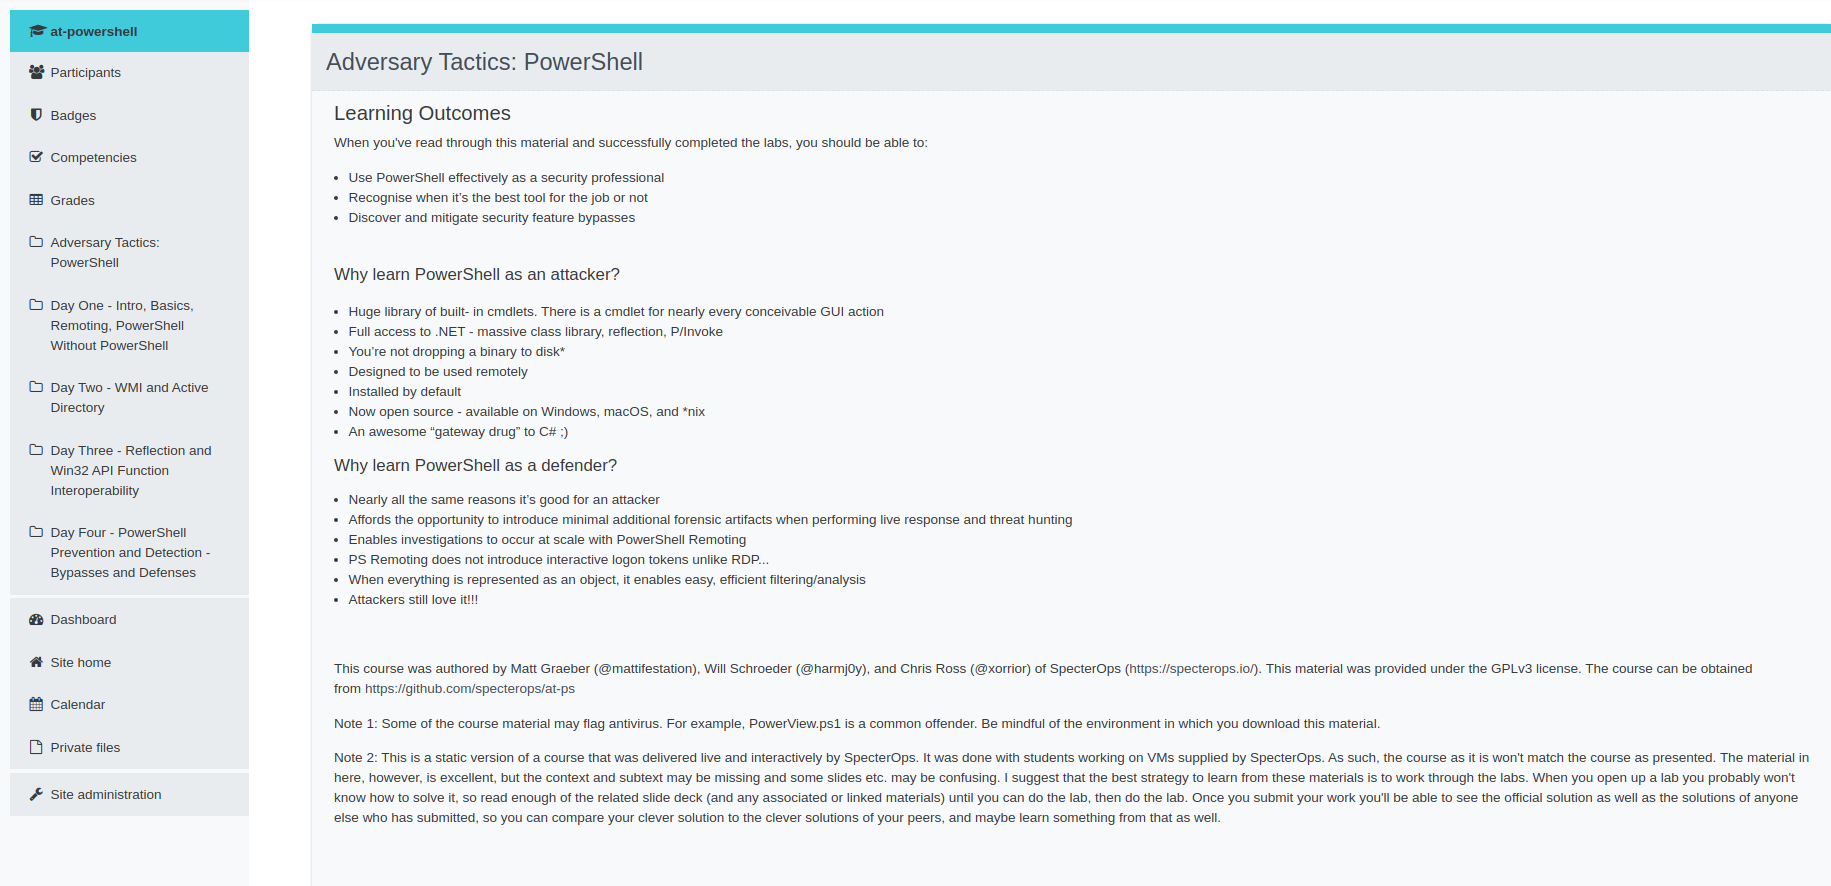 at-powershell
Participants
Badges
Competencies
Grades
Adversary Tactics:
PowerShell
Day One - Intro, Basics,
Remoting, PowerShell
Without PowerShell
Day Two - WMI and Active
Directory
Day Three - Reflection and
Win32 API Function
Interoperability
Day Four - PowerShell
Prevention and Detection -
Bypasses and Defenses
Dashboard
Site home
Calendar
Private files
Site administration
Adversary Tactics: PowerShell
Learning Outcomes
When you've read through this material and successfully completed the labs, you should be able to:
• Use PowerShell effectively as a security professional
• Recognise when it’s the best tool for the job or not
• Discover and mitigate security feature bypasses
Why learn PowerShell as an attacker?
• Huge library of built- in cmdlets. There is a cmdlet for nearly every conceivable GUI action
• Full access to .NET - massive class library, reflection, P/Invoke
• You’re not dropping a binary to disk*
• Designed to be used remotely
• Installed by default
• Now open source - available on Windows, macOS, and *nix
• An awesome “gateway drug” to C# ;)
Why learn PowerShell as a defender?
• Nearly all the same reasons it’s good for an attacker
• Affords the opportunity to introduce minimal additional forensic artifacts when performing live response and threat hunting
• Enables investigations to occur at scale with PowerShell Remoting
• PS Remoting does not introduce interactive logon tokens unlike RDP...
• When everything is represented as an object, it enables easy, efficient filtering/analysis
• Attackers still love it!!!
This course was authored by Matt Graeber (@mattifestation), Will Schroeder (@harmj0y), and Chris Ross (@xorrior) of SpecterOps (https://specterops.io/). This material was provided under the GPLv3 license. The course can be obtained
from https://github.com/specterops/at-ps
Note 1: Some of the course material may flag antivirus. For example, PowerView.ps1 is a common offender. Be mindful of the environment in which you download this material.
Note 2: This is a static version of a course that was delivered live and interactively by SpecterOps. It was done with students working on VMs supplied by SpecterOps. As such, the course as it is won't match the course as presented. The material in
here, however, is excellent, but the context and subtext may be missing and some slides etc. may be confusing. I suggest that the best strategy to learn from these materials is to work through the labs. When you open up a lab you probably won't
know how to solve it, so read enough of the related slide deck (and any associated or linked materials) until you can do the lab, then do the lab. Once you submit your work you'll be able to see the official solution as well as the solutions of anyone
else who has submitted, so you can compare your clever solution to the clever solutions of your peers, and maybe learn something from that as well.